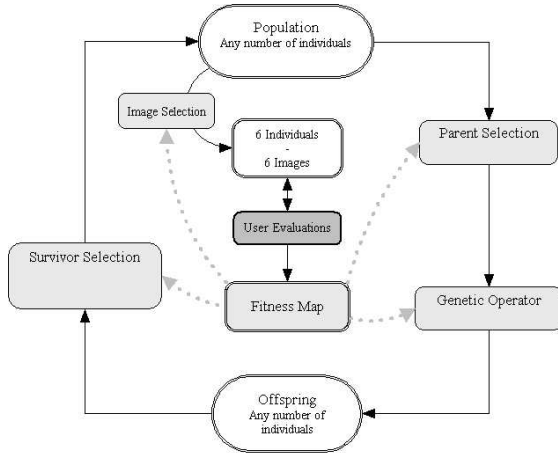 Population
Any number of individuals
Image Selection
6 Individuals
-
6 Images
Parent Selection
User Evaluations
Survivor Selection
Fitness Map
Genetic Operator
Offspring
Any number of
individuals